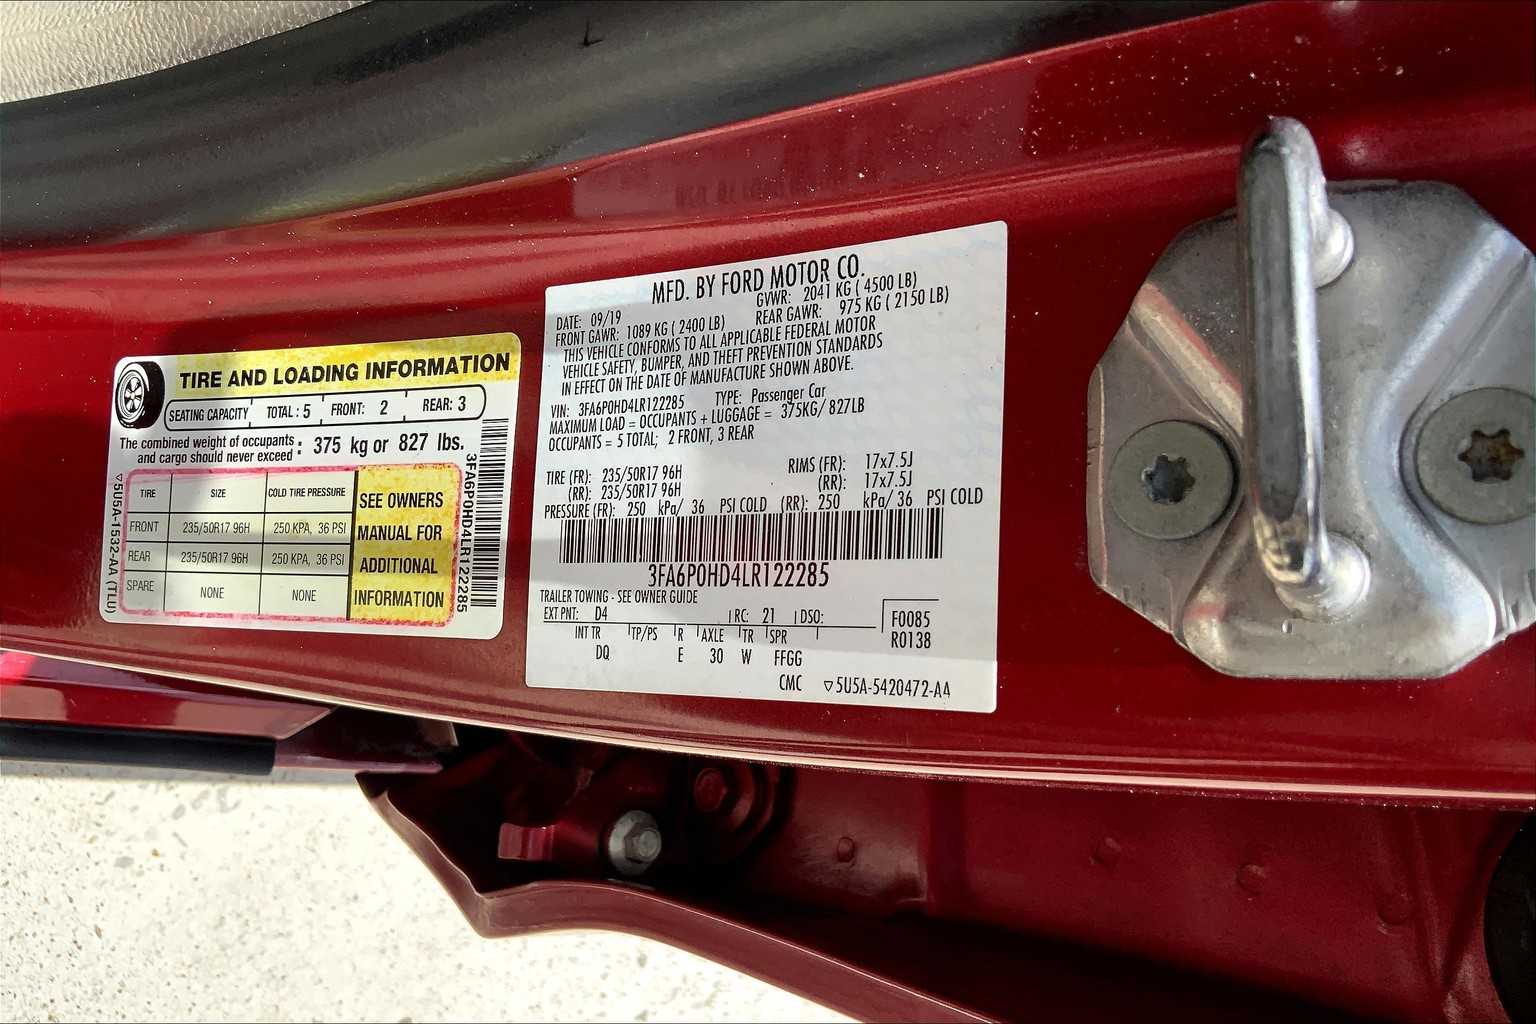 TIRE AND LOADING INFORMATION
SEATING CAPACITY TOTAL : 5 FRONT: 2 REAR: 3
The combined weight of occupants and cargo should never exceed : 375 kg or 827 lbs.
TIRE SIZE COLD TIRE PRESSURE
FRONT 235/50R17 96H 250 KPA, 36 PSI
REAR 235/50R17 96H 250 KPA, 36 PSI
SPARE NONE NONE
SEE OWNERS
MANUAL FOR
ADDITIONAL
INFORMATION
3FA6P0HD4LR122285
▽5U5A-1532-AA (TLU)
MFD. BY FORD MOTOR CO.
DATE: 09/19 GVWR: 2041 KG ( 4500 LB)
FRONT GAWR: 1089 KG ( 2400 LB) REAR GAWR: 975 KG ( 2150 LB)
THIS VEHICLE CONFORMS TO ALL APPLICABLE FEDERAL MOTOR
VEHICLE SAFETY, BUMPER, AND THEFT PREVENTION STANDARDS
IN EFFECT ON THE DATE OF MANUFACTURE SHOWN ABOVE.
VIN: 3FA6P0HD4LR122285 TYPE: Passenger Car
MAXIMUM LOAD = OCCUPANTS + LUGGAGE = 375KG/ 827LB
OCCUPANTS = 5 TOTAL; 2 FRONT, 3 REAR
TIRE (FR): 235/50R17 96H RIMS (FR): 17x7.5J
(RR): 235/50R17 96H (RR): 17x7.5J
PRESSURE (FR): 250 kPa/ 36 PSI COLD (RR): 250 kPa/ 36 PSI COLD
3FA6P0HD4LR122285
TRAILER TOWING - SEE OWNER GUIDE
EXT PNT: D4 RC: 21 DSO: F0085
INT TR TP/PS R AXLE TR SPR R0138
DQ E 30 W FFGG
CMC ▽5U5A-5420472-AA